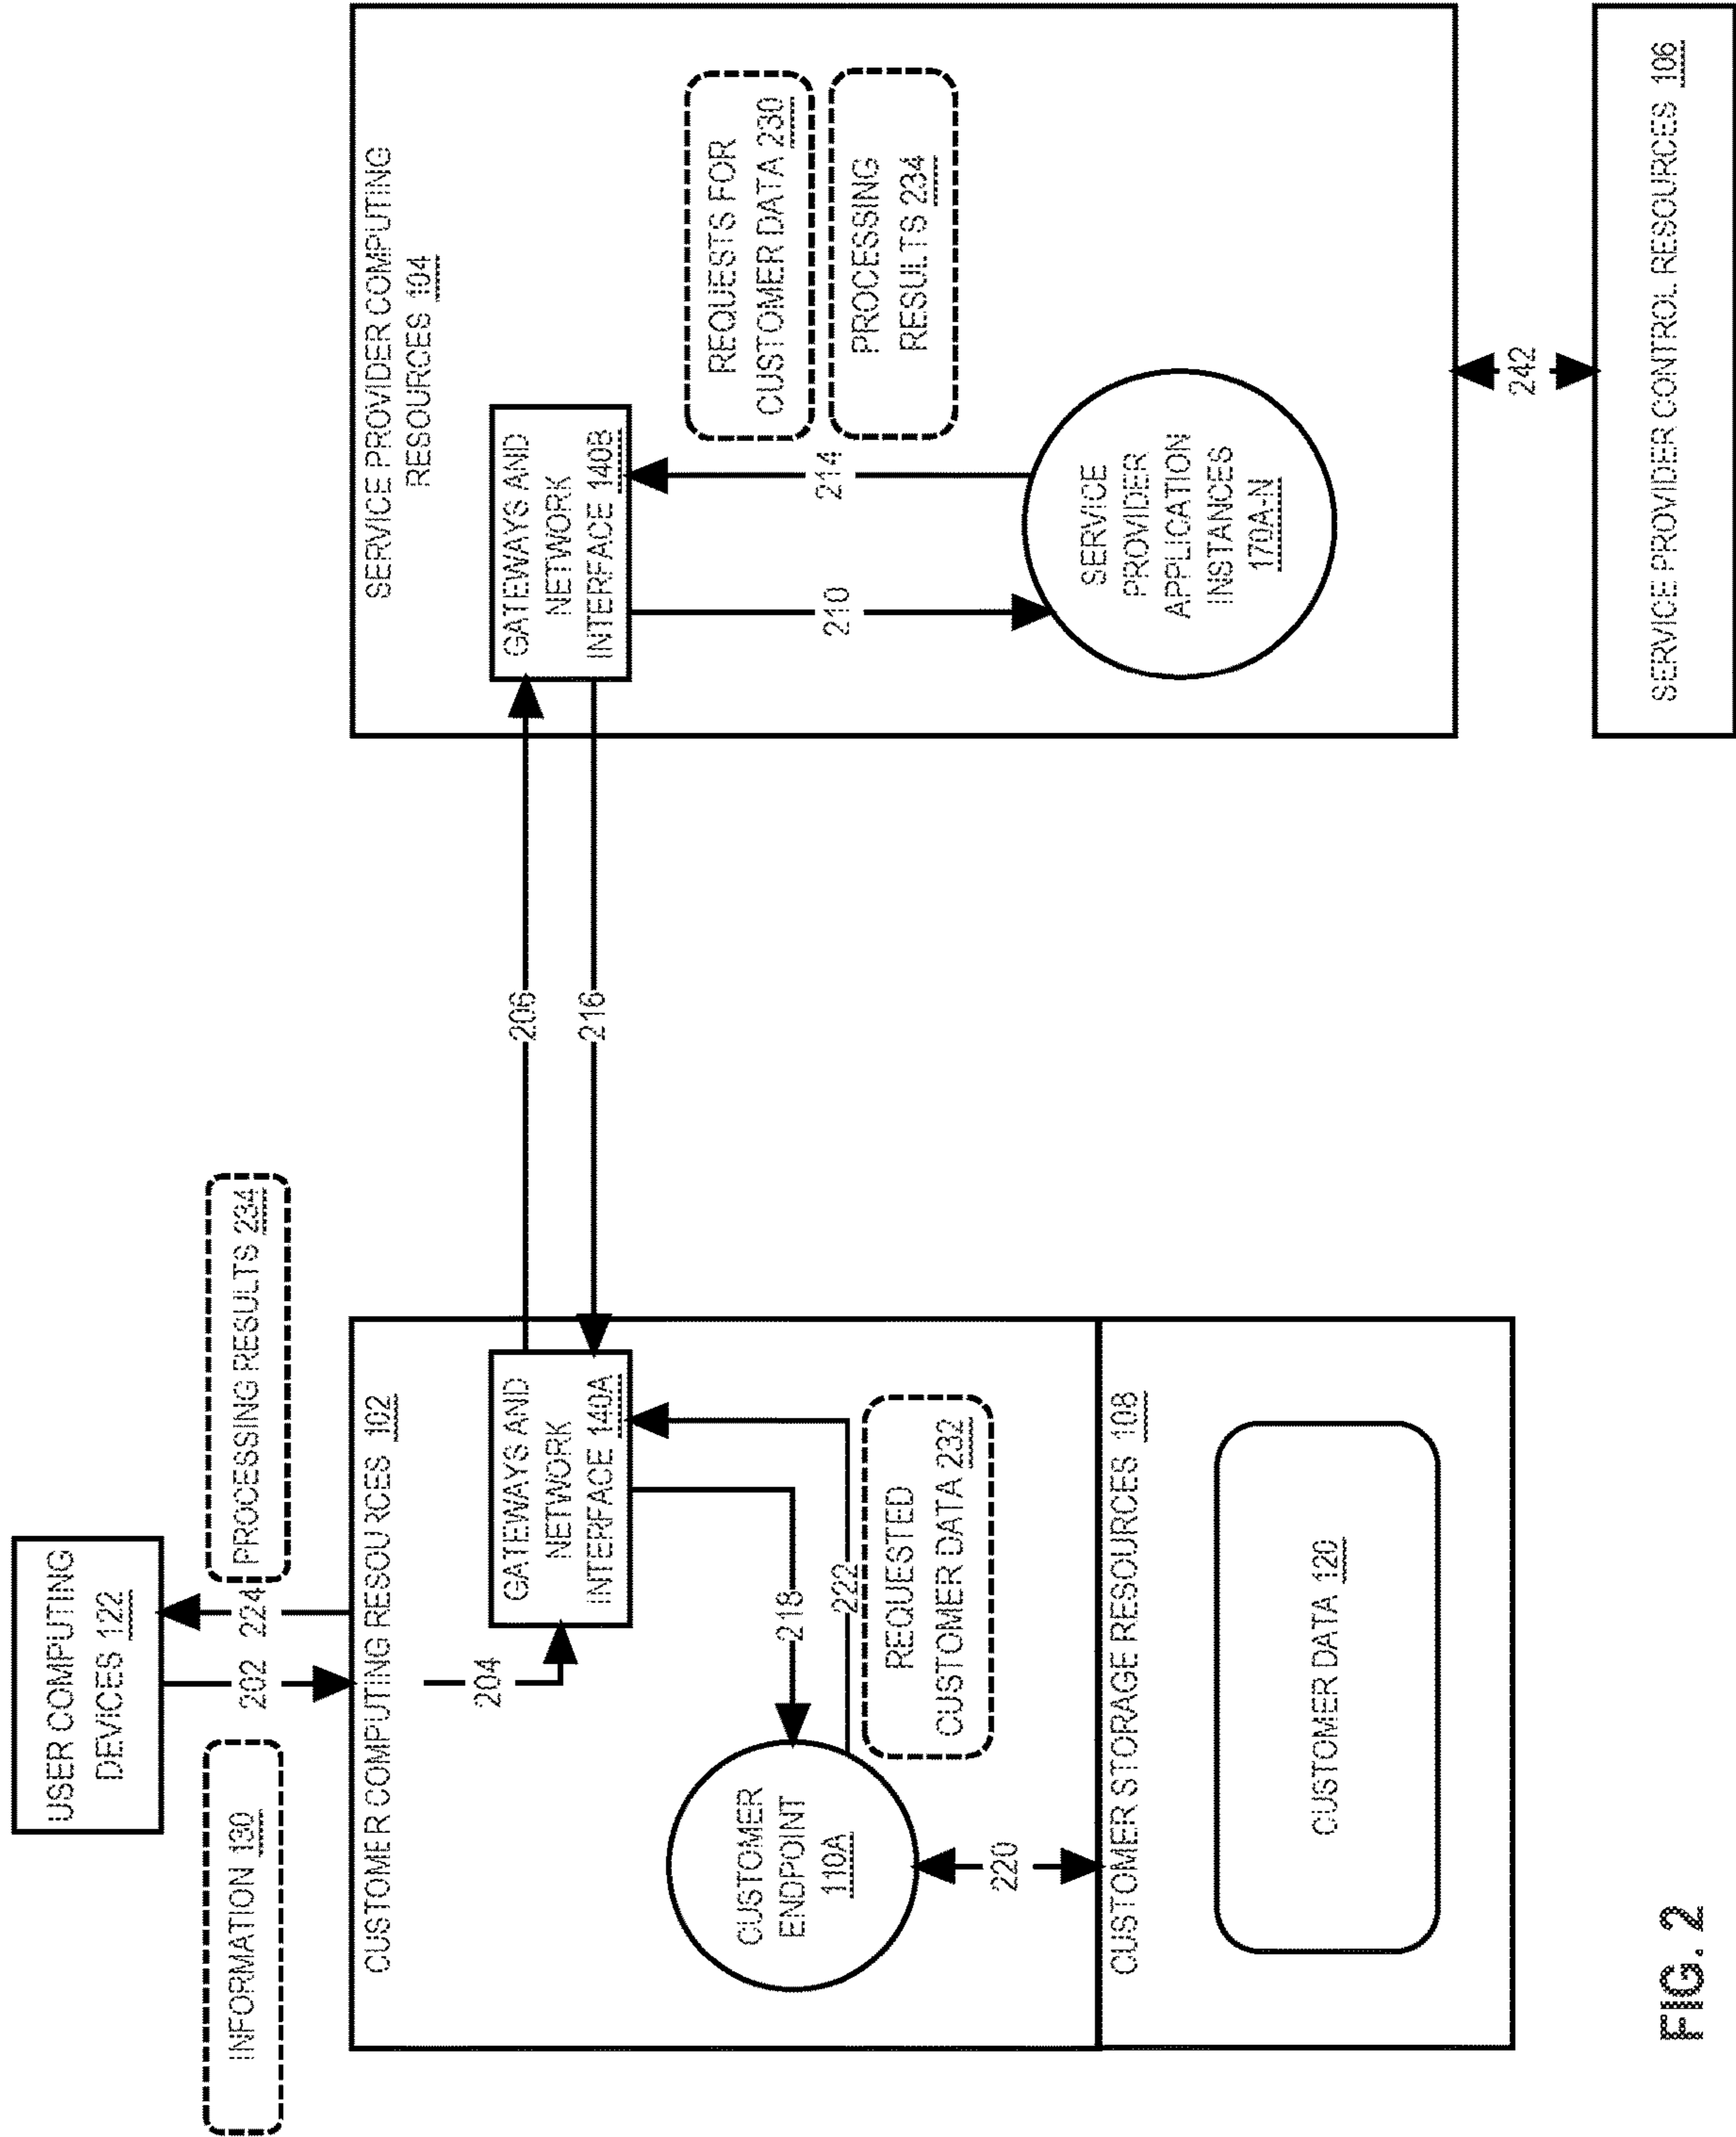 USER COMPUTING
DEVICES 122
INFORMATION 130
202
224
PROCESSING RESULTS 234
CUSTOMER COMPUTING RESOURCES 102
204
GATEWAYS AND
NETWORK
INTERFACE 140A
CUSTOMER
ENDPOINT
110A
218
222
REQUESTED
CUSTOMER DATA 232
220
CUSTOMER STORAGE RESOURCES 108
CUSTOMER DATA 120
206
216
SERVICE PROVIDER COMPUTING
RESOURCES 104
GATEWAYS AND
NETWORK
INTERFACE 140B
210
214
REQUESTS FOR
CUSTOMER DATA 230
PROCESSING
RESULTS 234
SERVICE
PROVIDER
APPLICATION
INSTANCES
170A-N
242
SERVICE PROVIDER CONTROL RESOURCES 106
FIG. 2